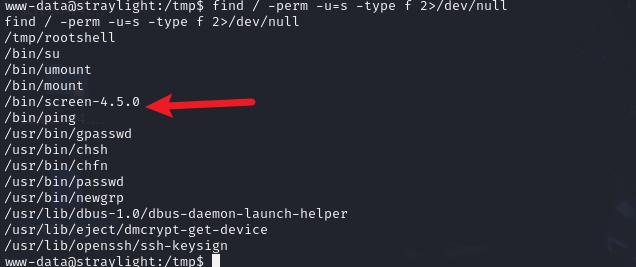 www-data@straylight:/tmp$ find / -perm -u=s -type f 2>/dev/null
find / -perm -u=s -type f 2>/dev/null
/tmp/rootshell
/bin/su
/bin/umount
/bin/mount
/bin/screen-4.5.0
/bin/ping
/usr/bin/gpasswd
/usr/bin/chsh
/usr/bin/chfn
/usr/bin/passwd
/usr/bin/newgrp
/usr/lib/dbus-1.0/dbus-daemon-launch-helper
/usr/lib/eject/dmcrypt-get-device
/usr/lib/openssh/ssh-keysign
www-data@straylight:/tmp$